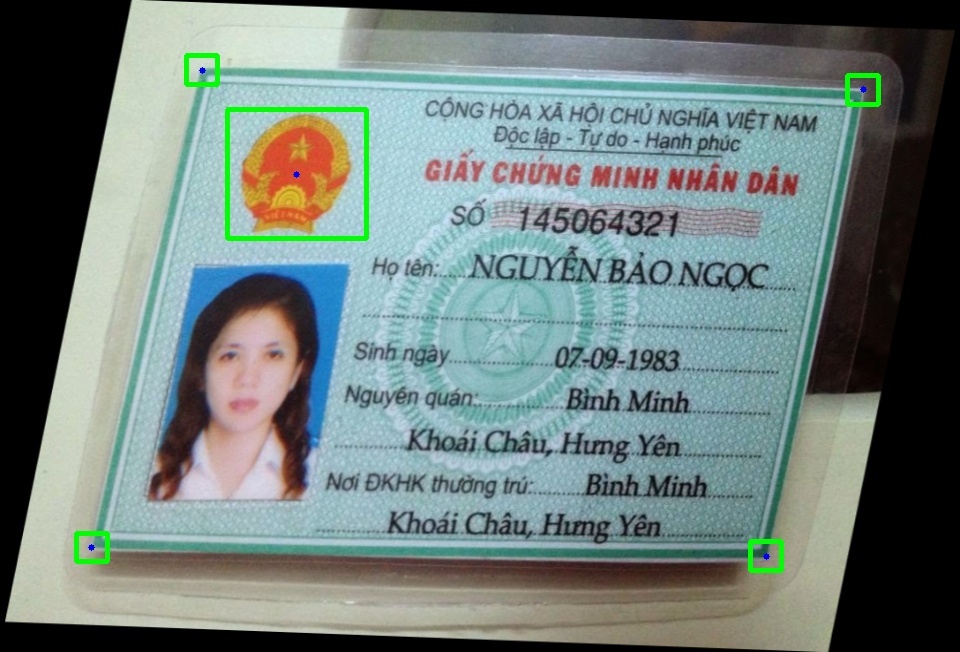 CỘNG HÒA XÃ HỘI CHỦ NGHĨA VIỆT NAM
Độc lập - Tự do - Hạnh phúc
GIẤY CHỨNG MINH NHÂN DÂN
SỐ 145064321
VIỆT NAM
Họ tên: NGUYỄN BẢO NGỌC
Sinh ngày 07-09-1983
Nguyên quán: Bình Minh
Khoái Châu, Hưng Yên
Nơi ĐKHK thường trú: Bình Minh
Khoái Châu, Hưng Yên